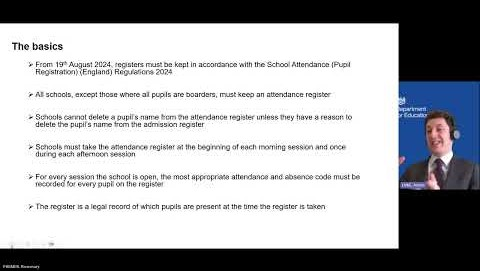 The basics
From 19th August 2024, registers must be kept in accordance with the School Attendance (Pupil
Registration) (England) Regulations 2024
All schools, except those where all pupils are boarders, must keep an attendance register
Schools cannot delete a pupil's name from the attendance register unless they have a reason to
delete the pupil's name from the admission register
Schools must take the attendance register at the beginning of each morning session and once
during each afternoon session
For every session the school is open, the most appropriate attendance and absence code must be
recorded for every pupil on the register
The register is a legal record of which pupils are present at the time the register is taken
Department
for Education